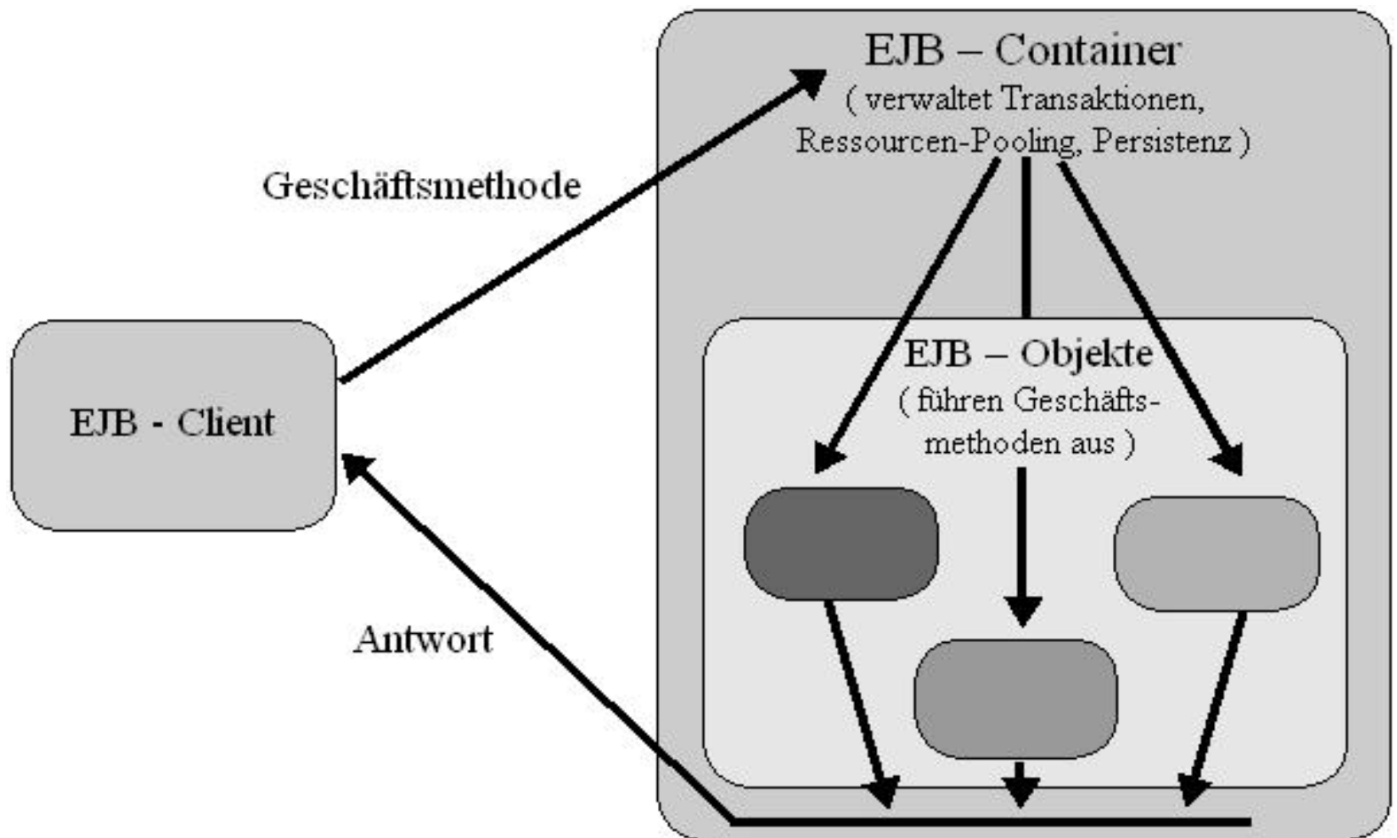 EJB – Container
( verwaltet Transaktionen,
Ressourcen-Pooling, Persistenz )
Geschäftsmethode
EJB – Objekte
( führen Geschäfts-
methoden aus )
EJB - Client
Antwort